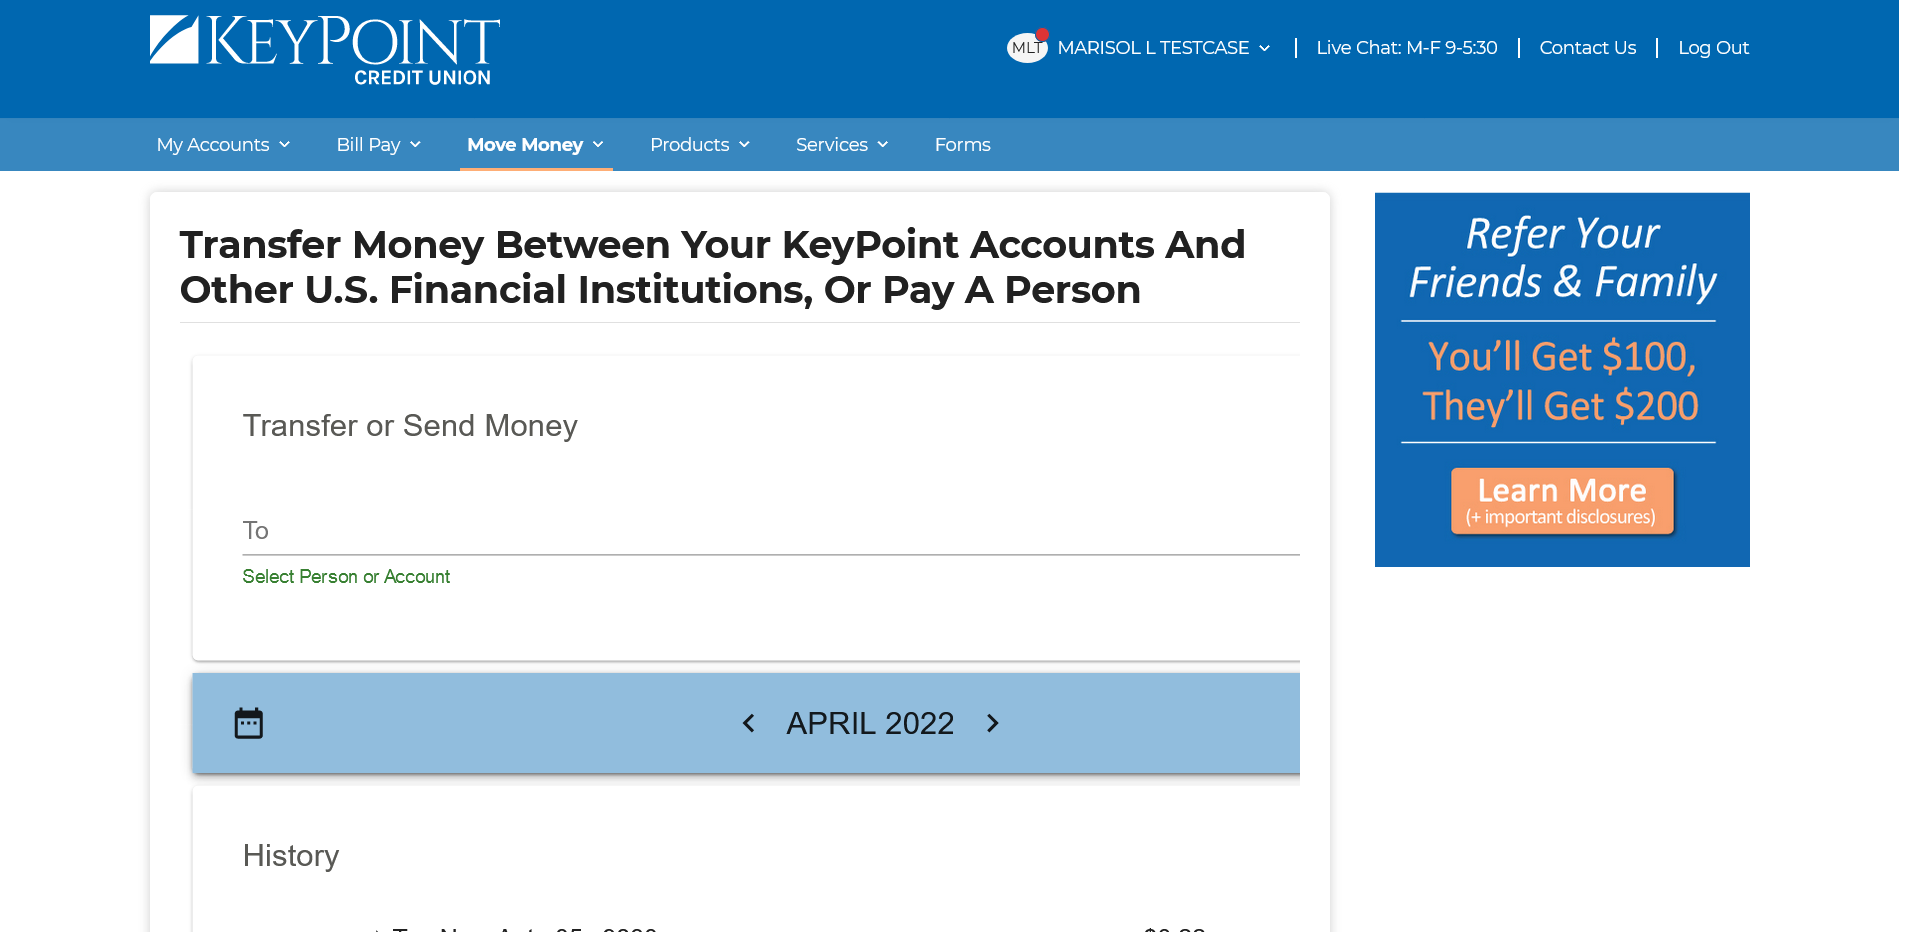 KEYPOINT
CREDIT UNION
MLT MARISOL L TESTCASE Live Chat: M-F 9-5:30 Contact Us Log Out
My Accounts Bill Pay Move Money Products Services Forms
Transfer Money Between Your KeyPoint Accounts And
Other U.S. Financial Institutions, Or Pay A Person
Transfer or Send Money
To
Select Person or Account
APRIL 2022
History
Refer Your
Friends & Family
You'll Get $100,
They'll Get $200
Learn More
(+ important disclosures)